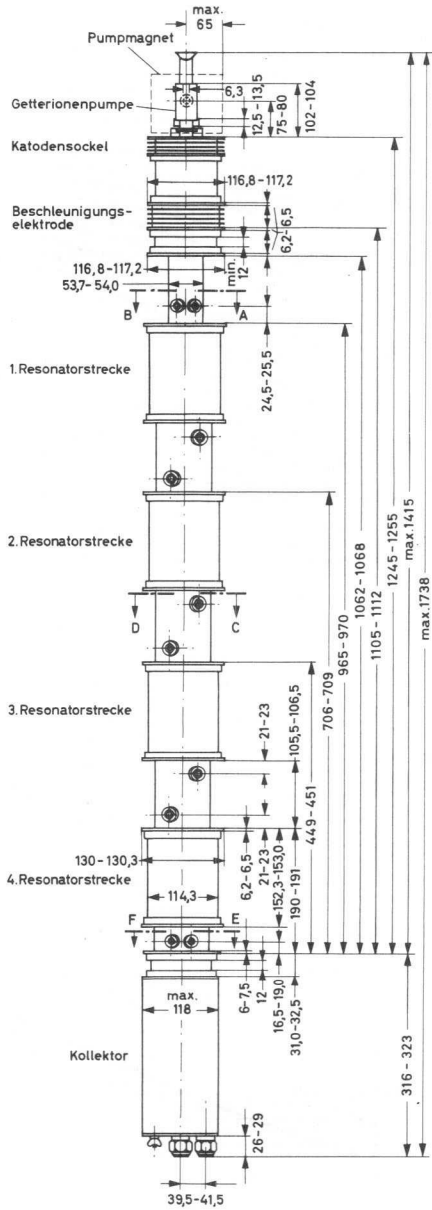 max.
65
Pumpmagnet
6,3
Getterionenpumpe
12,5-13,5
75-80
102-104
Katodensockel
116,8-117,2
Beschleunigungs-
elektrode
6,2-6,5
116,8-117,2
min.
12
53,7-54,0
B
A
24,5-25,5
1.Resonatorstrecke
2.Resonatorstrecke
D
C
3.Resonatorstrecke
21-23
105,5-106,5
449-451
706-709
965-970
1062-1068
1105-1112
1245-1255
max.1415
max.1738
130-130,3
4.Resonatorstrecke
114,3
6,2-6,5
21-23
152,3-153,0
190-191
F
E
max.
118
6-7,5
12
16,5-19,0
31,0-32,5
316-323
Kollektor
26-29
39,5-41,5